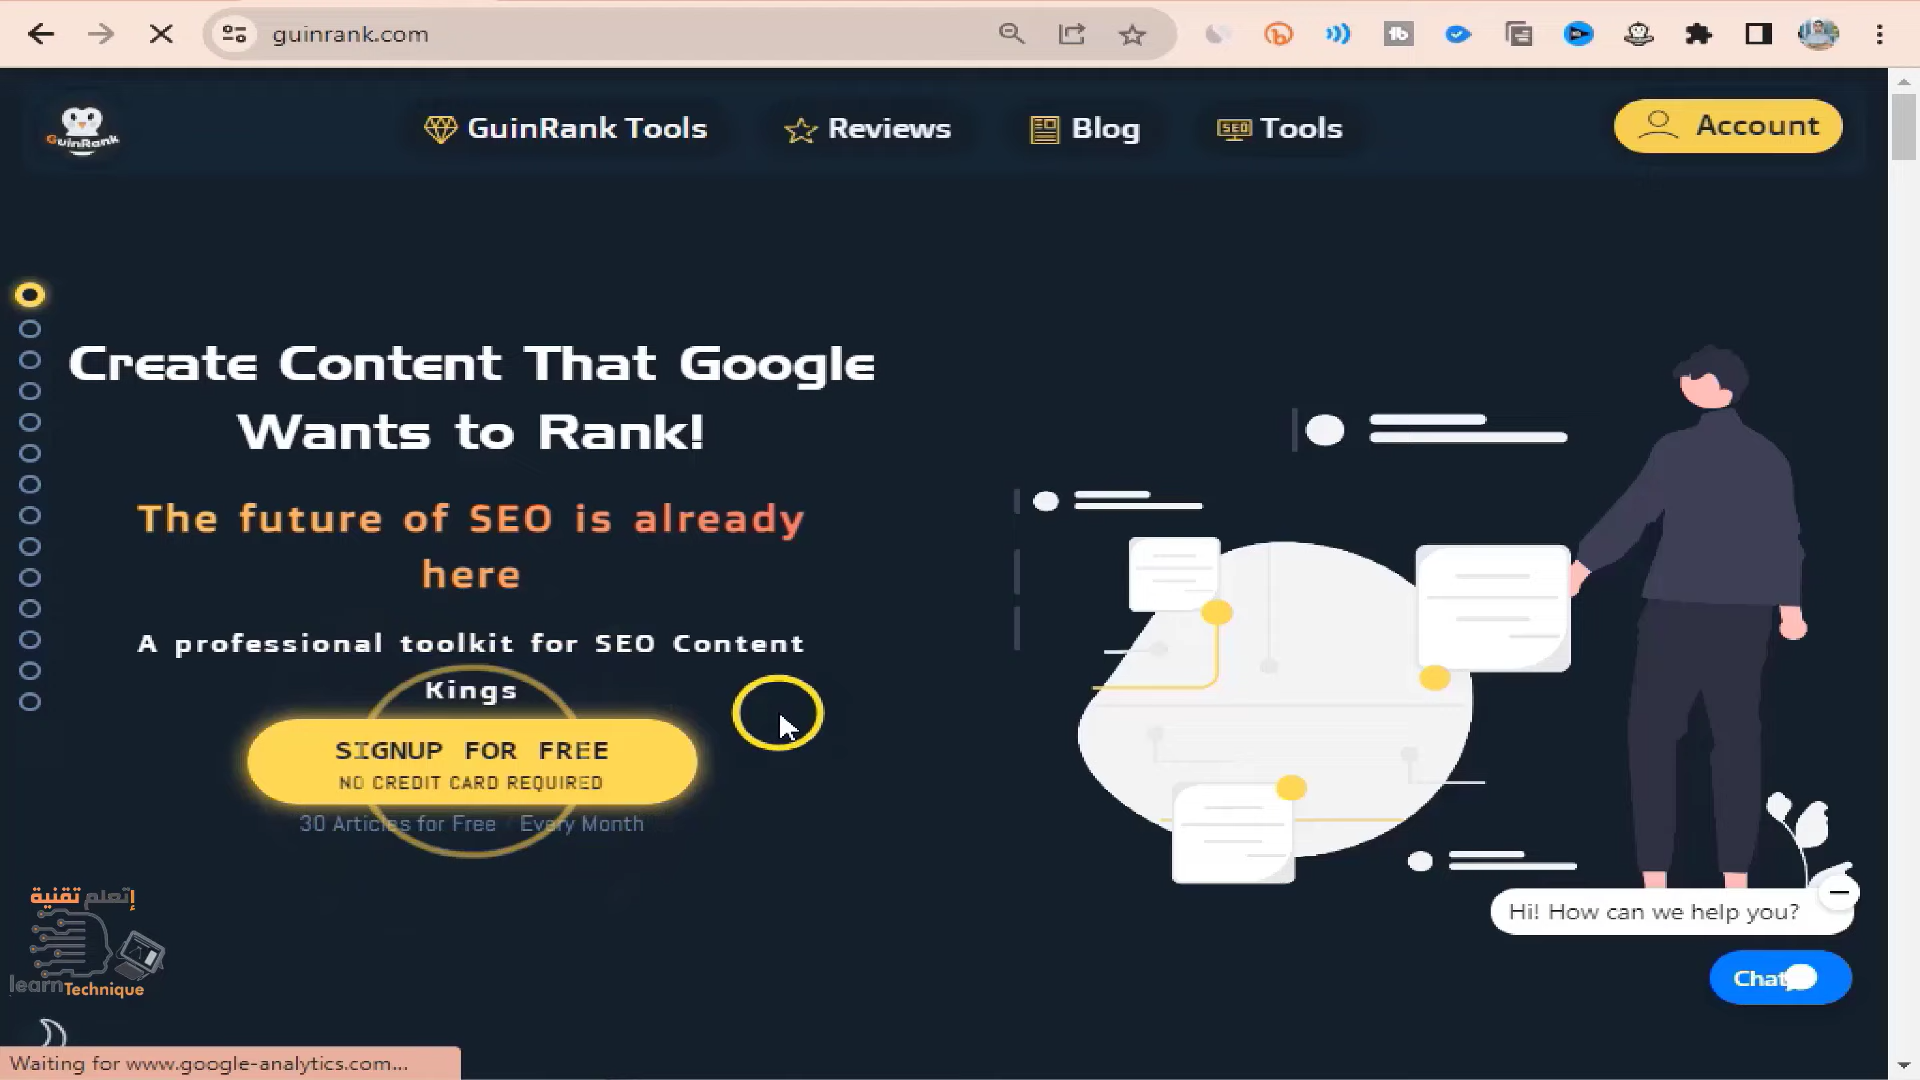 guinrank.com
GuinRank
GuinRank Tools
Reviews
Blog
SEO Tools
Account
Create Content That Google
Wants to Rank!
The future of SEO is already
here
A professional toolkit for SEO Content
Kings
SIGNUP FOR FREE
NO CREDIT CARD REQUIRED
30 Articles for Free Every Month
إتعلم تقنية
learnTechnique
Hi! How can we help you?
Chat
Waiting for www.google-analytics.com...